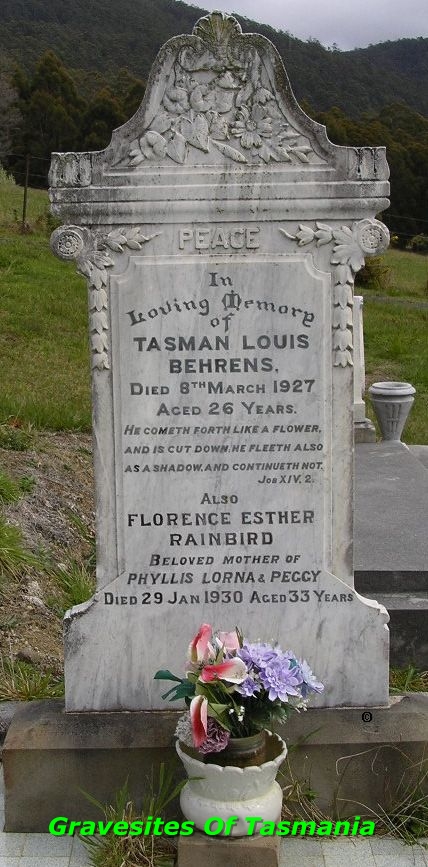 PEACE
In
Loving Memory
of
TASMAN LOUIS
BEHRENS,
DIED 8TH MARCH 1927
AGED 26 YEARS.
HE COMETH FORTH LIKE A FLOWER,
AND IS CUT DOWN, HE FLEETH ALSO
AS A SHADOW, AND CONTINUETH NOT.
JOB XIV. 2.
ALSO
FLORENCE ESTHER
RAINBIRD
BELOVED MOTHER OF
PHYLLIS LORNA & PEGGY
DIED 29 JAN 1930 AGED 33 YEARS
©
Gravesites Of Tasmania